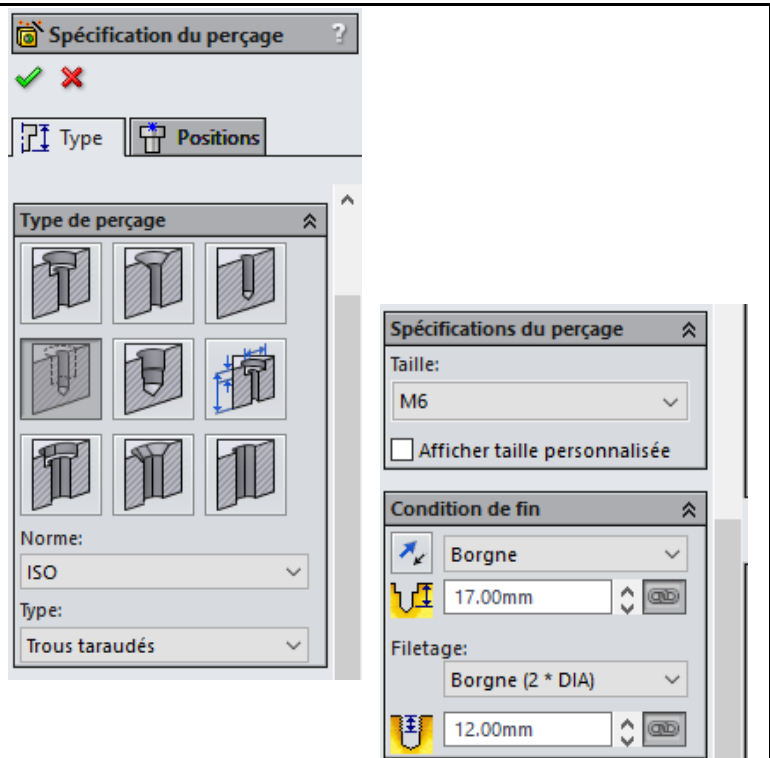 Spécification du perçage ?
Type
Positions
Type de perçage
Norme:
ISO
Type:
Trous taraudés
Spécifications du perçage
Taille:
M6
Afficher taille personnalisée
Condition de fin
Borgne
17.00mm
Filetage:
Borgne (2 * DIA)
12.00mm